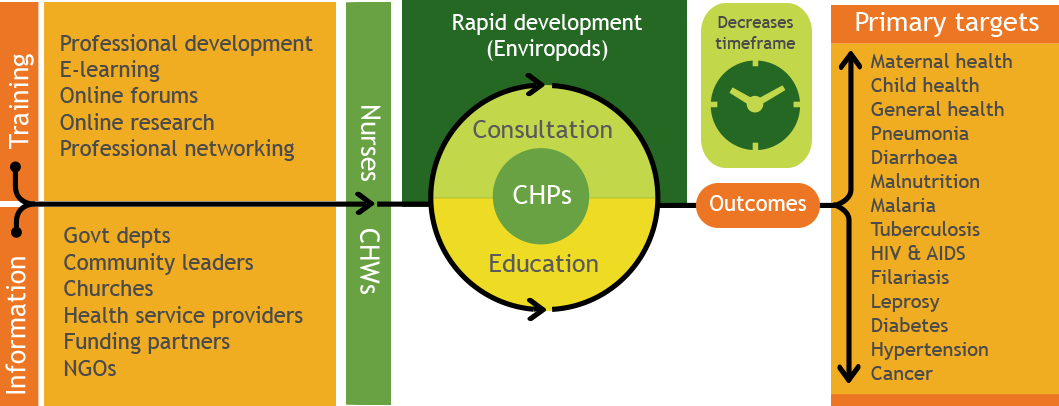 Training
Professional development
E-learning
Online forums
Online research
Professional networking
Information
Govt depts
Community leaders
Churches
Health service providers
Funding partners
NGOs
Nurses
CHWs
Rapid development
(Enviropods)
Consultation
CHPs
Education
Decreases
timeframe
Outcomes
Primary targets
Maternal health
Child health
General health
Pneumonia
Diarrhoea
Malnutrition
Malaria
Tuberculosis
HIV & AIDS
Filariasis
Leprosy
Diabetes
Hypertension
Cancer